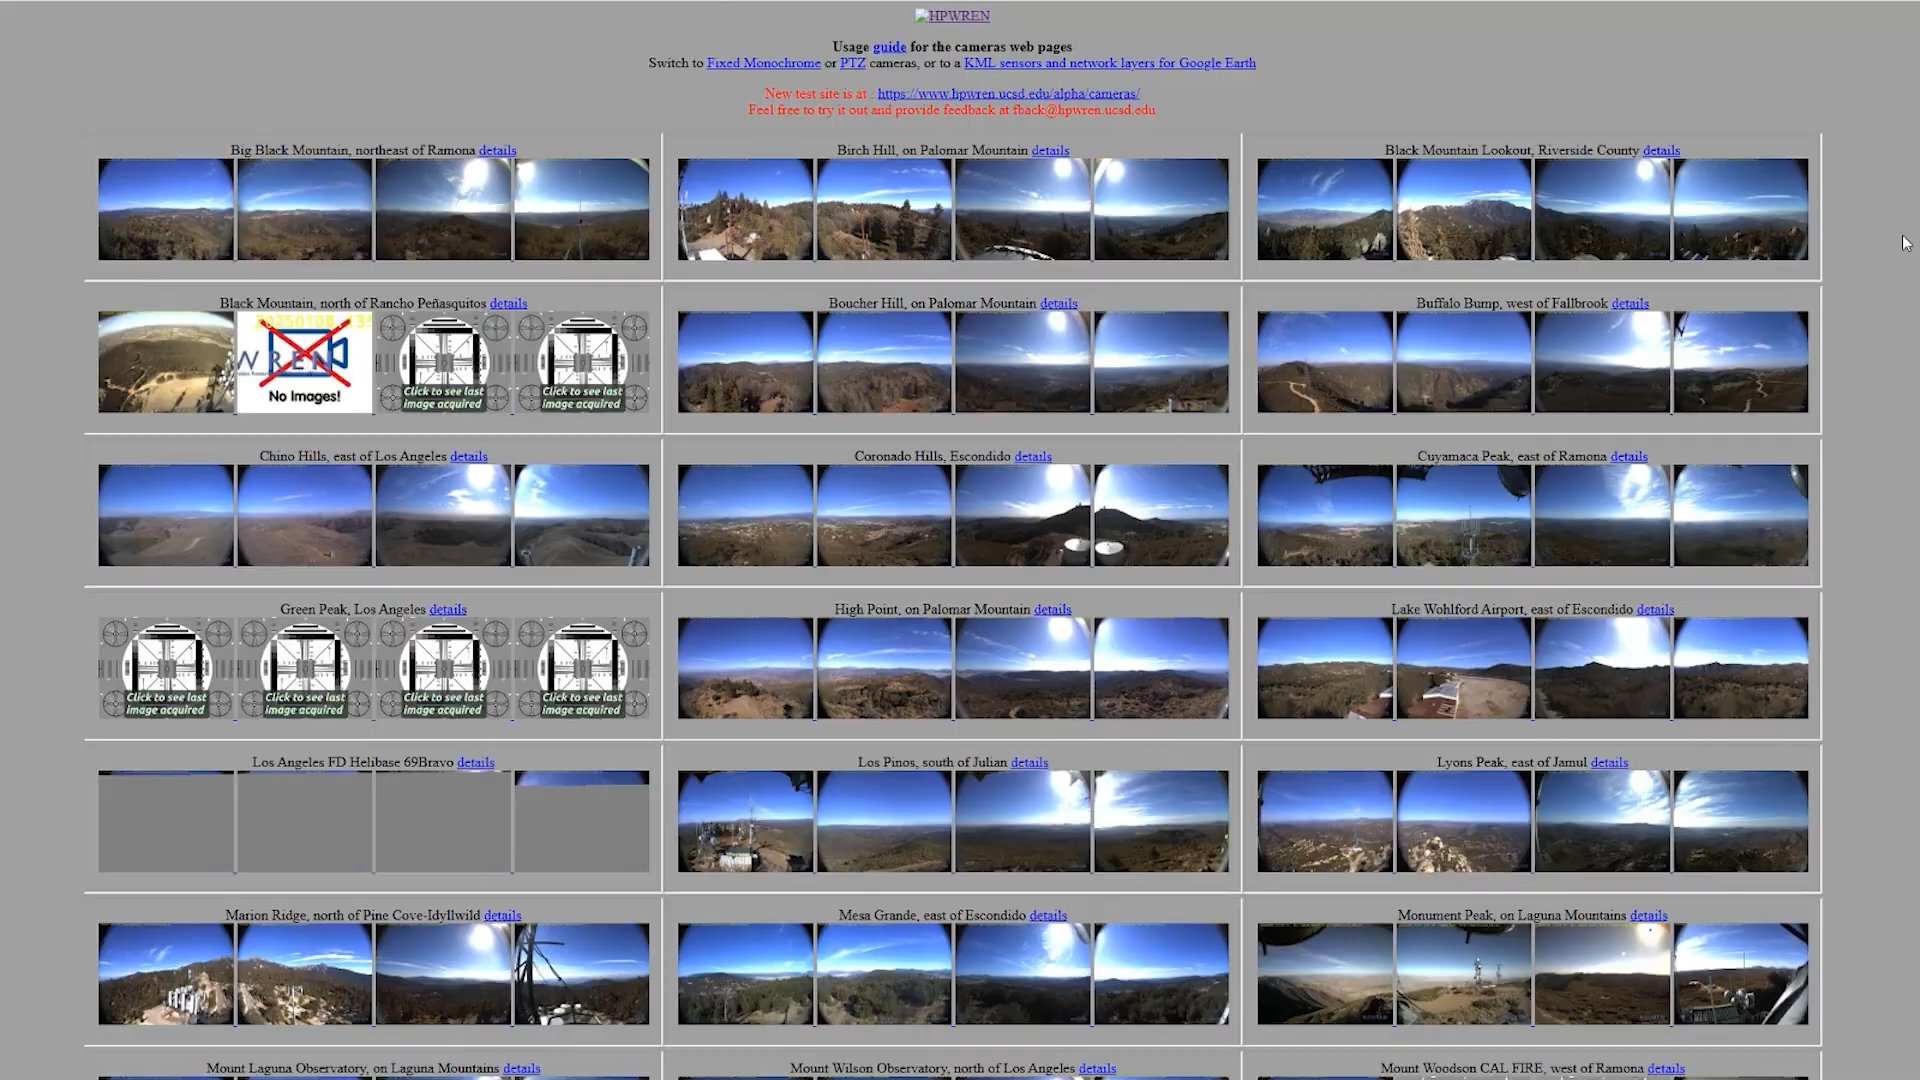 HPWREN
Usage guide for the cameras web pages
Switch to Fixed Monochrome or PTZ cameras, or to a KML sensors and network layers for Google Earth
New test site is at : https://www.hpwren.ucsd.edu/alpha/cameras/
Feel free to try it out and provide feedback at fback@hpwren.ucsd.edu
Big Black Mountain, northeast of Ramona details
Birch Hill, on Palomar Mountain details
Black Mountain Lookout, Riverside County details
Black Mountain, north of Rancho Peñasquitos details
WREN
No Images!
Click to see last
image acquired
Click to see last
image acquired
Boucher Hill, on Palomar Mountain details
Buffalo Bump, west of Fallbrook details
Chino Hills, east of Los Angeles details
Coronado Hills, Escondido details
Cuyamaca Peak, east of Ramona details
Green Peak, Los Angeles details
Click to see last
image acquired
Click to see last
image acquired
Click to see last
image acquired
Click to see last
image acquired
High Point, on Palomar Mountain details
Lake Wohlford Airport, east of Escondido details
Los Angeles FD Helibase 69Bravo details
Los Pinos, south of Julian details
Lyons Peak, east of Jamul details
Marion Ridge, north of Pine Cove-Idyllwild details
Mesa Grande, east of Escondido details
Monument Peak, on Laguna Mountains details
Mount Laguna Observatory, on Laguna Mountains details
Mount Wilson Observatory, north of Los Angeles details
Mount Woodson CAL FIRE, west of Ramona details